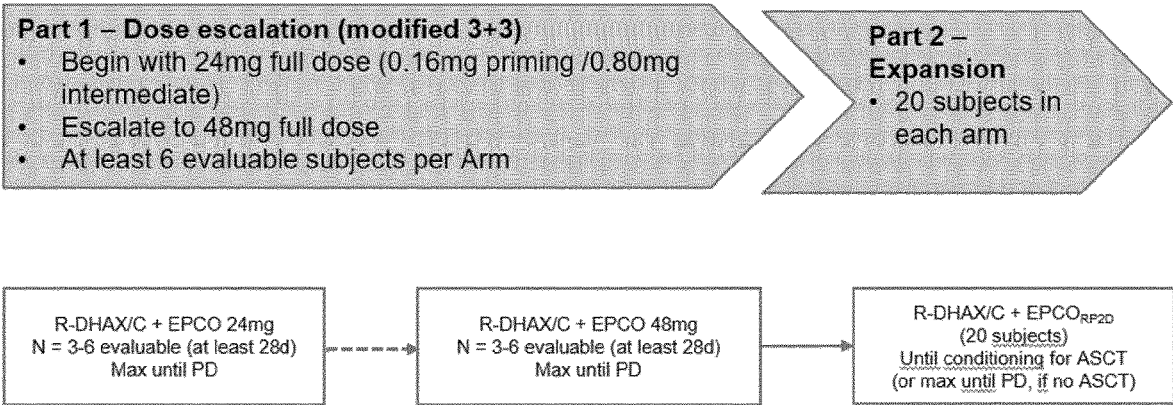 Part 1 – Dose escalation (modified 3+3)
• Begin with 24mg full dose (0.16mg priming /0.80mg
intermediate)
• Escalate to 48mg full dose
• At least 6 evaluable subjects per Arm
Part 2 –
Expansion
• 20 subjects in
each arm
R-DHAX/C + EPCO 24mg
N = 3-6 evaluable (at least 28d)
Max until PD
R-DHAX/C + EPCO 48mg
N = 3-6 evaluable (at least 28d)
Max until PD
R-DHAX/C + EPCORP2D
(20 subjects)
Until conditioning for ASCT
(or max until PD, if no ASCT)